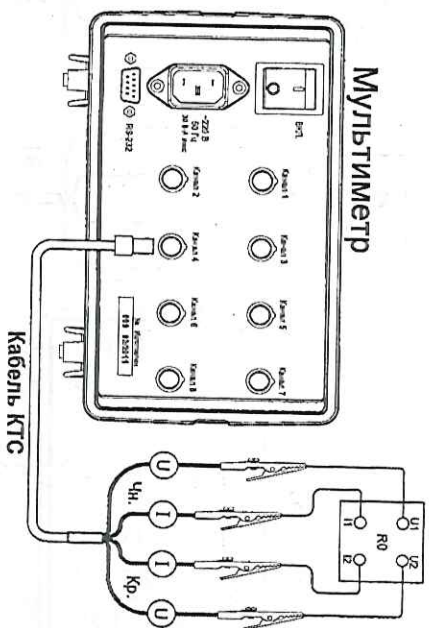 Мультиметр
ВКЛ.
~220 В
50 Гц
RS-232
Канал 1
Канал 3
Канал 5
Канал 7
Канал 2
Канал 4
Канал 6
Канал 8
Кабель КТС
U
I
I
U
Чн.
Кр.
R0
U1
U2
I1
I2